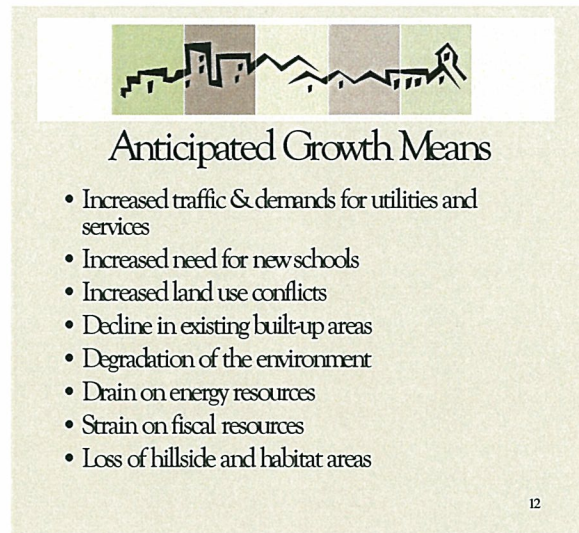 Anticipated Growth Means
• Increased traffic & demands for utilities and
services
• Increased need for new schools
• Increased land use conflicts
• Decline in existing built-up areas
• Degradation of the environment
• Drain on energy resources
• Strain on fiscal resources
• Loss of hillside and habitat areas
12